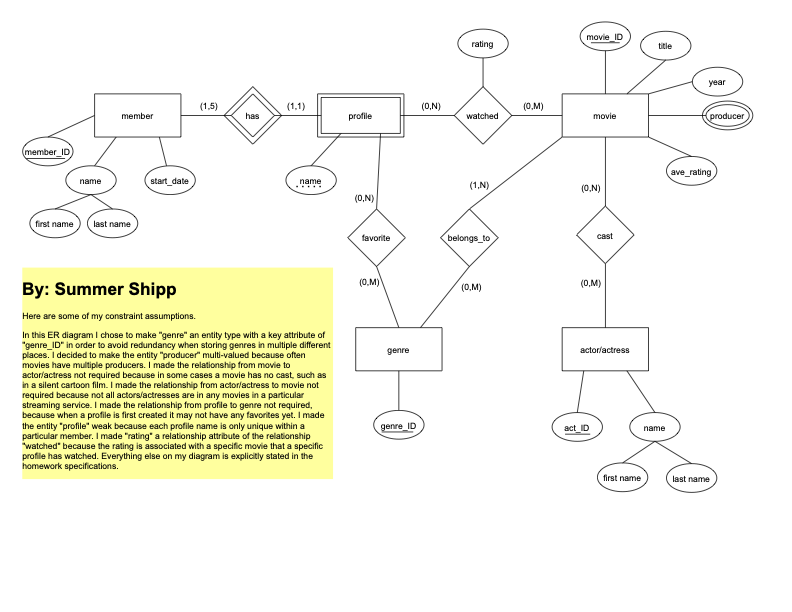 rating
movie_ID
title
year
member
(1,5)
has
(1,1)
profile
(0,N)
watched
(0,M)
movie
producer
member_ID
name
start_date
name
ave_rating
(1,N)
(0,N)
(0,N)
first name
last name
favorite
belongs_to
cast
By: Summer Shipp
(0,M)
(0,M)
(0,M)
Here are some of my constraint assumptions.
In this ER diagram I chose to make "genre" an entity type with a key attribute of
"genre_ID" in order to avoid redundancy when storing genres in multiple different
places. I decided to make the entity "producer" multi-valued because often
movies have multiple producers. I made the relationship from movie to
actor/actress not required because in some cases a movie has no cast, such as
in a silent cartoon film. I made the relationship from actor/actress to movie not
required because not all actors/actresses are in any movies in a particular
streaming service. I made the relationship from profile to genre not required,
because when a profile is first created it may not have any favorites yet. I made
the entity "profile" weak because each profile name is only unique within a
particular member. I made "rating" a relationship attribute of the relationship
"watched" because the rating is associated with a specific movie that a specific
profile has watched. Everything else on my diagram is explicitly stated in the
homework specifications.
genre
actor/actress
genre_ID
act_ID
name
first name
last name